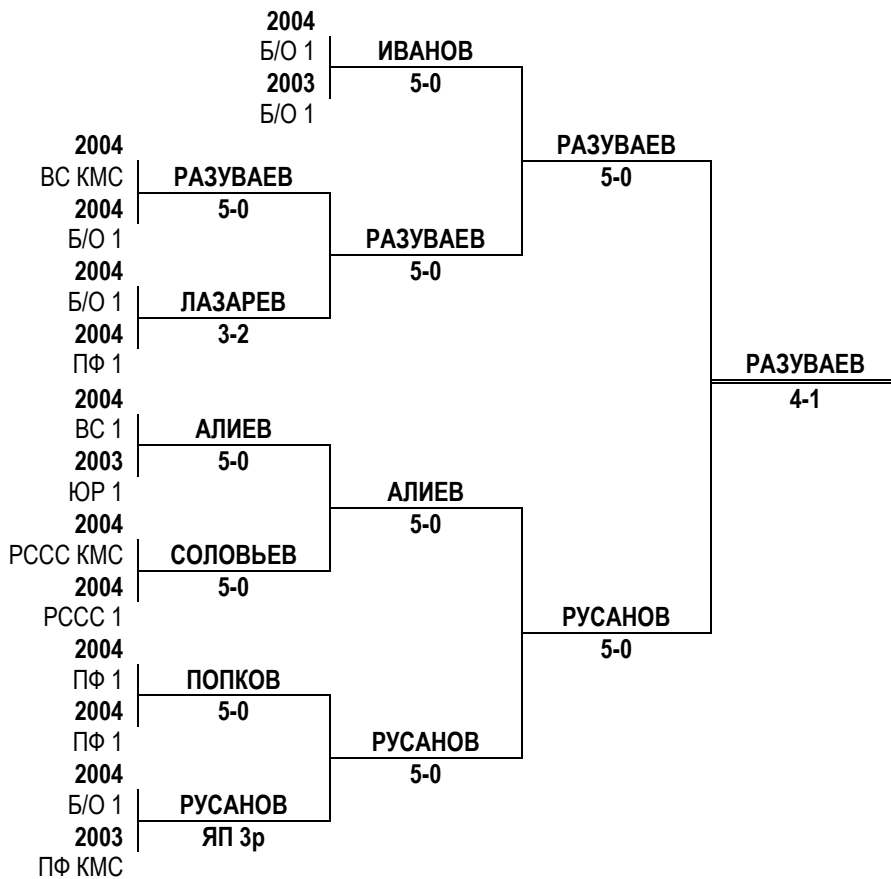 2004
Б/О 1
ИВАНОВ
2003
5-0
Б/О 1
2004
РАЗУВАЕВ
ВС КМС
РАЗУВАЕВ
5-0
2004
5-0
Б/О 1
РАЗУВАЕВ
2004
5-0
Б/О 1
ЛАЗАРЕВ
2004
3-2
ПФ 1
РАЗУВАЕВ
2004
4-1
ВС 1
АЛИЕВ
2003
5-0
ЮР 1
АЛИЕВ
2004
5-0
РССС КМС
СОЛОВЬЕВ
2004
5-0
РССС 1
РУСАНОВ
2004
5-0
ПФ 1
ПОПКОВ
2004
5-0
ПФ 1
РУСАНОВ
2004
5-0
Б/О 1
РУСАНОВ
2003
ЯП 3р
ПФ КМС